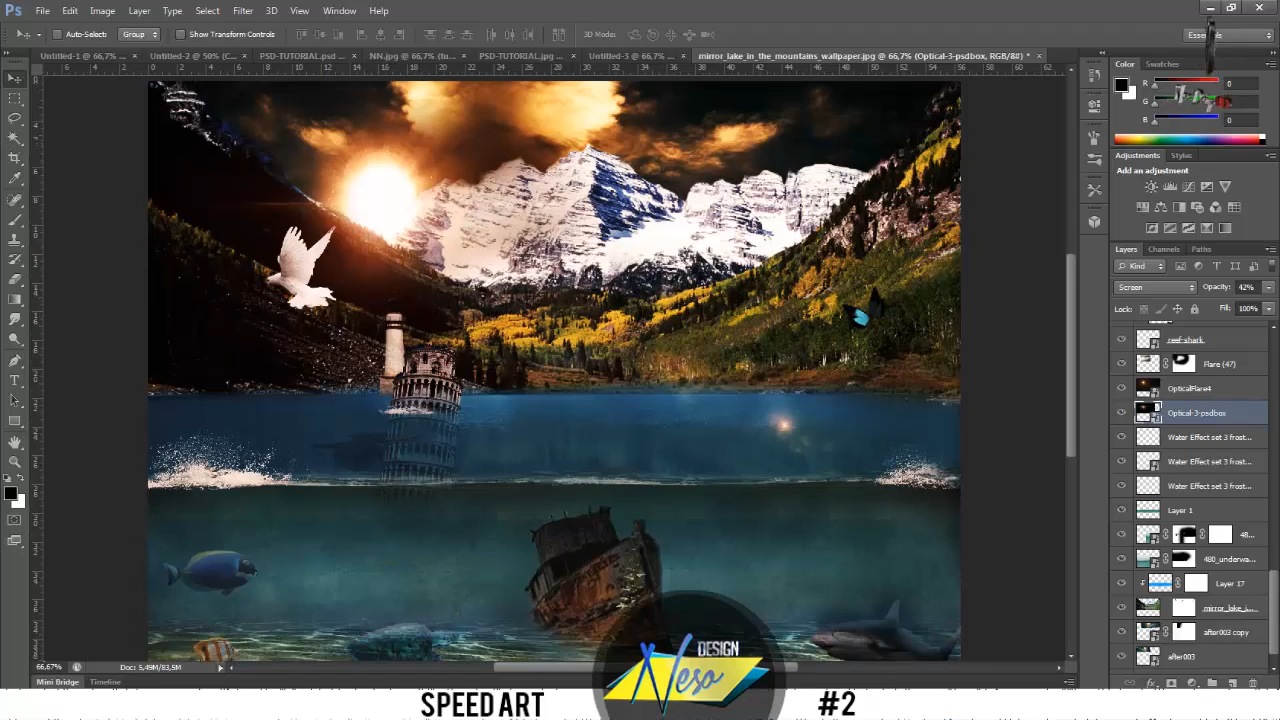 Ps File Edit Image Layer Type Select Filter 3D View Window Help
Auto-Select: Group Show Transform Controls 3D Mode:
Untitled-1 @ 66,7%... × Untitled-2 @ 50% (C... × PSD-TUTORIAL.psd ... × NN.jpg @ 66,7% (lu... × PSD-TUTORIAL.jpg ... × Untitled-3 @ 66,7%... × mirror_lake_in_the_mountains_wallpaper.jpg @ 66,7% (Optical-3-psdbox, RGB/8#) * ×
Color Swatches
R 0
0
B 0
Adjustments Styles
Add an adjustment
Layers Channels Paths
Kind
Screen Opacity: 42%
Lock: Fill: 100%
reef-shark
Flare (47)
OpticalFlare4
Optical-3-psdbox
Water Effect set 3 frost...
Water Effect set 3 frost...
Water Effect set 3 frost...
Layer 1
48...
480_underwa...
Layer 17
mirror_lake_i...
after003 copy
after003
66,67% Doc: 5,49M/83,5M
Mini Bridge Timeline
DESIGN
Neso
SPEED ART #2